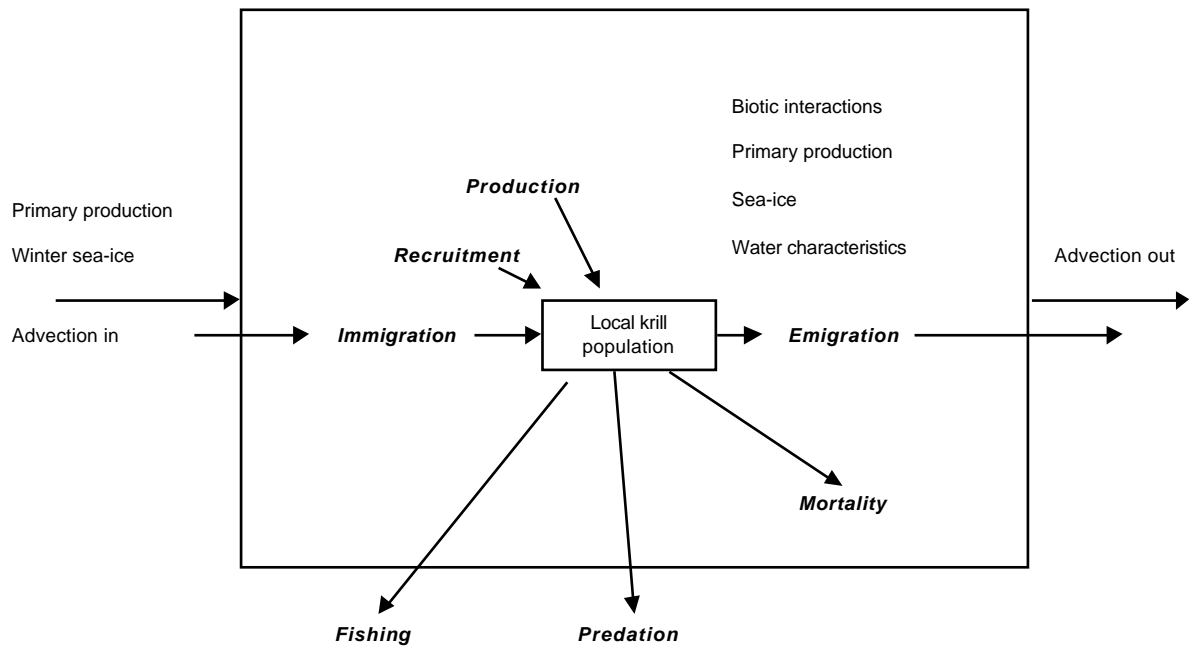 Biotic interactions
Primary production
Production
Sea-ice
Primary production
Recruitment
Winter sea-ice
Water characteristics
Advection out
Advection in
Immigration
Local krill
population
Emigration
Mortality
Fishing
Predation